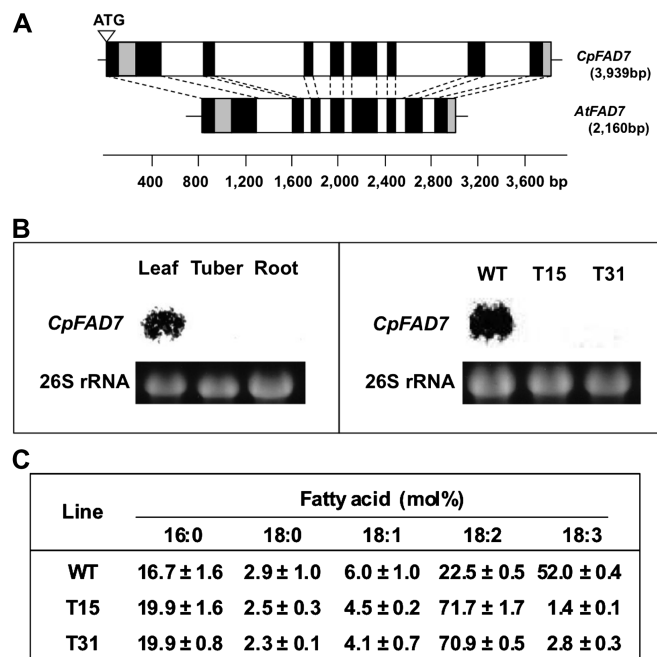 A
ATG
CpFAD7
(3,939bp)
AtFAD7
(2,160bp)
400 800 1,200 1,600 2,000 2,400 2,800 3,200 3,600 bp
B
Leaf Tuber Root
CpFAD7
26S rRNA
WT T15 T31
CpFAD7
26S rRNA
C
Line Fatty acid (mol%)
16:0 18:0 18:1 18:2 18:3
WT 16.7 ± 1.6 2.9 ± 1.0 6.0 ± 1.0 22.5 ± 0.5 52.0 ± 0.4
T15 19.9 ± 1.6 2.5 ± 0.3 4.5 ± 0.2 71.7 ± 1.7 1.4 ± 0.1
T31 19.9 ± 0.8 2.3 ± 0.1 4.1 ± 0.7 70.9 ± 0.5 2.8 ± 0.3